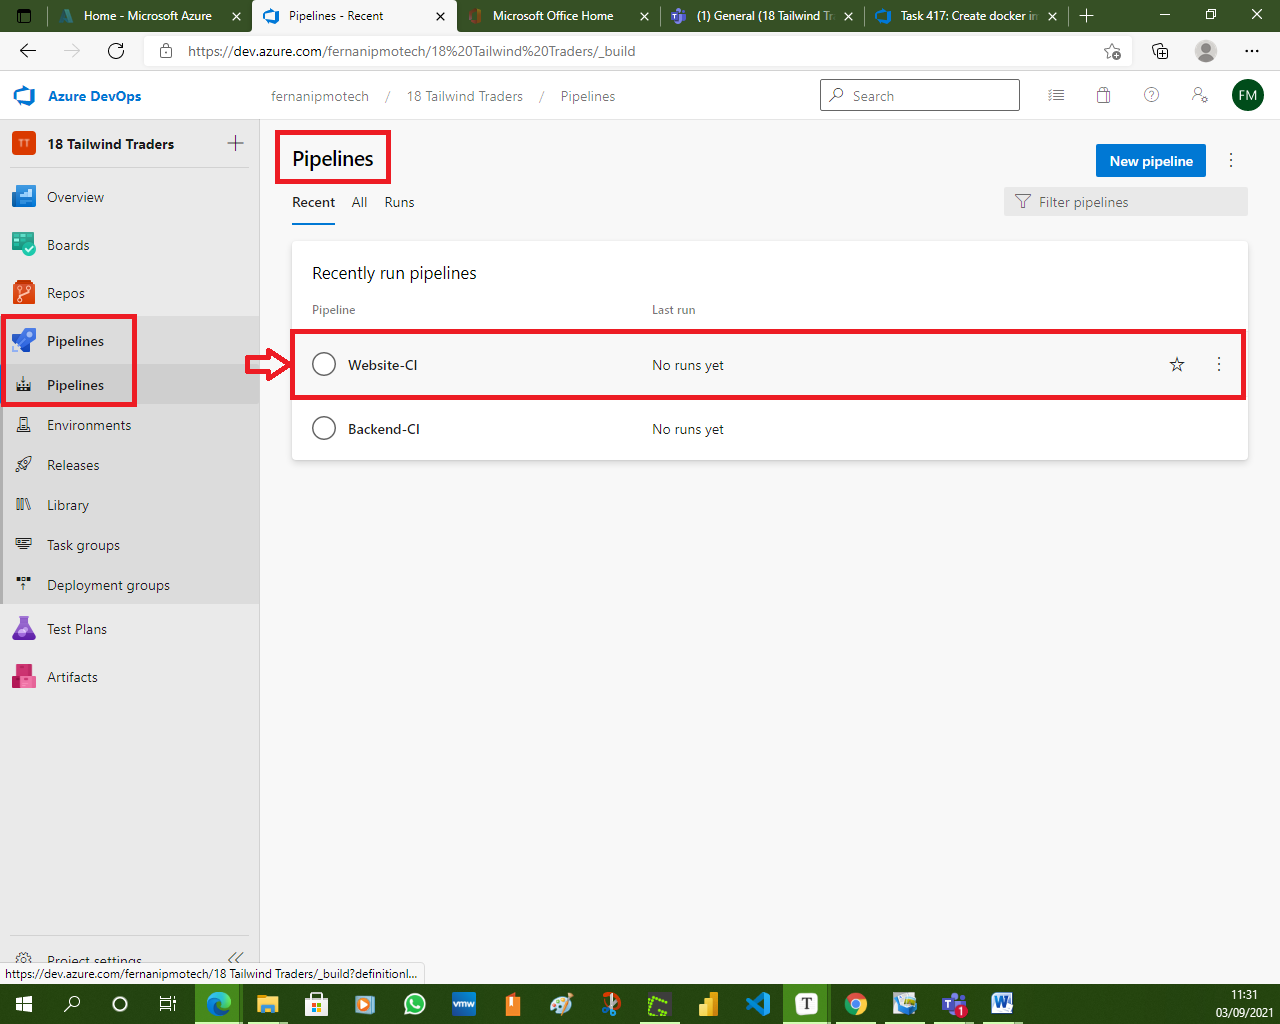 Home - Microsoft Azure
Pipelines - Recent
Microsoft Office Home
(1) General (18 Tailwind Tr
Task 417: Create docker im
https://dev.azure.com/fernanipmotech/18%20Tailwind%20Traders/_build
Azure DevOps
fernanipmotech / 18 Tailwind Traders / Pipelines
Search
FM
TT 18 Tailwind Traders
Pipelines
New pipeline
Recent All Runs
Filter pipelines
Overview
Boards
Repos
Pipelines
Pipelines
Environments
Releases
Library
Task groups
Deployment groups
Test Plans
Artifacts
Recently run pipelines
Pipeline Last run
Website-CI No runs yet
Backend-CI No runs yet
Project settings
https://dev.azure.com/fernanipmotech/18 Tailwind Traders/_build?definitionI...
vmw
T
1
W
11:31
03/09/2021